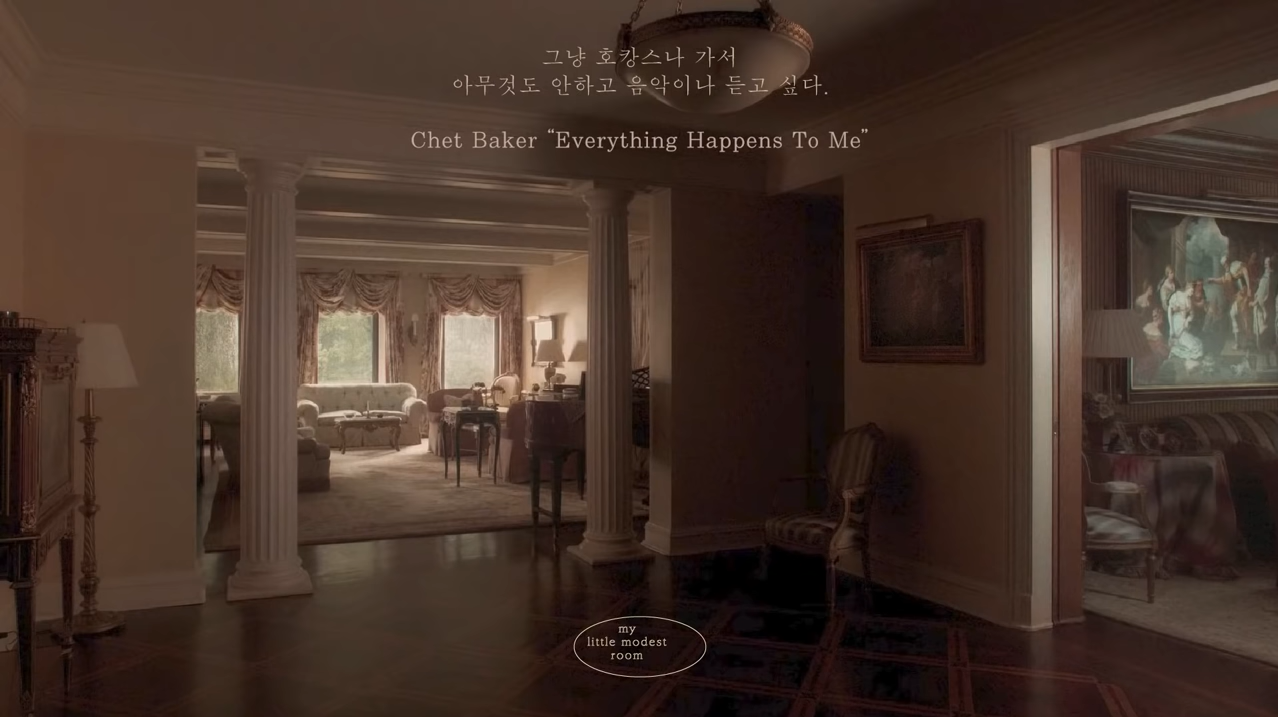 그냥 호캉스나 가서
아무것도 안하고 음악이나 듣고 싶다.
Chet Baker “Everything Happens To Me”
my
little modest
room